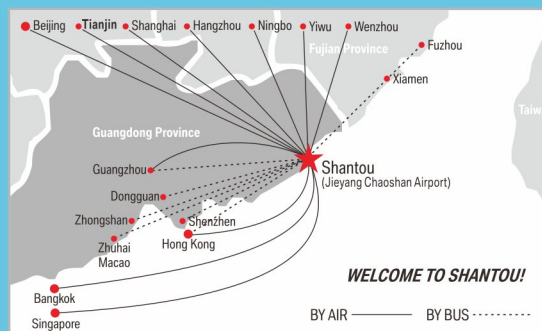 Beijing Tianjin Shanghai Hangzhou Ningbo Yiwu Wenzhou
Fujian Province
Fuzhou
Xiamen
Taiw
Guangdong Province
Guangzhou
Shantou
(Jieyang Chaoshan Airport)
Dongguan
Zhongshan
Shenzhen
Zhuhai
Macao
Hong Kong
WELCOME TO SHANTOU!
Bangkok
Singapore
BY AIR BY BUS